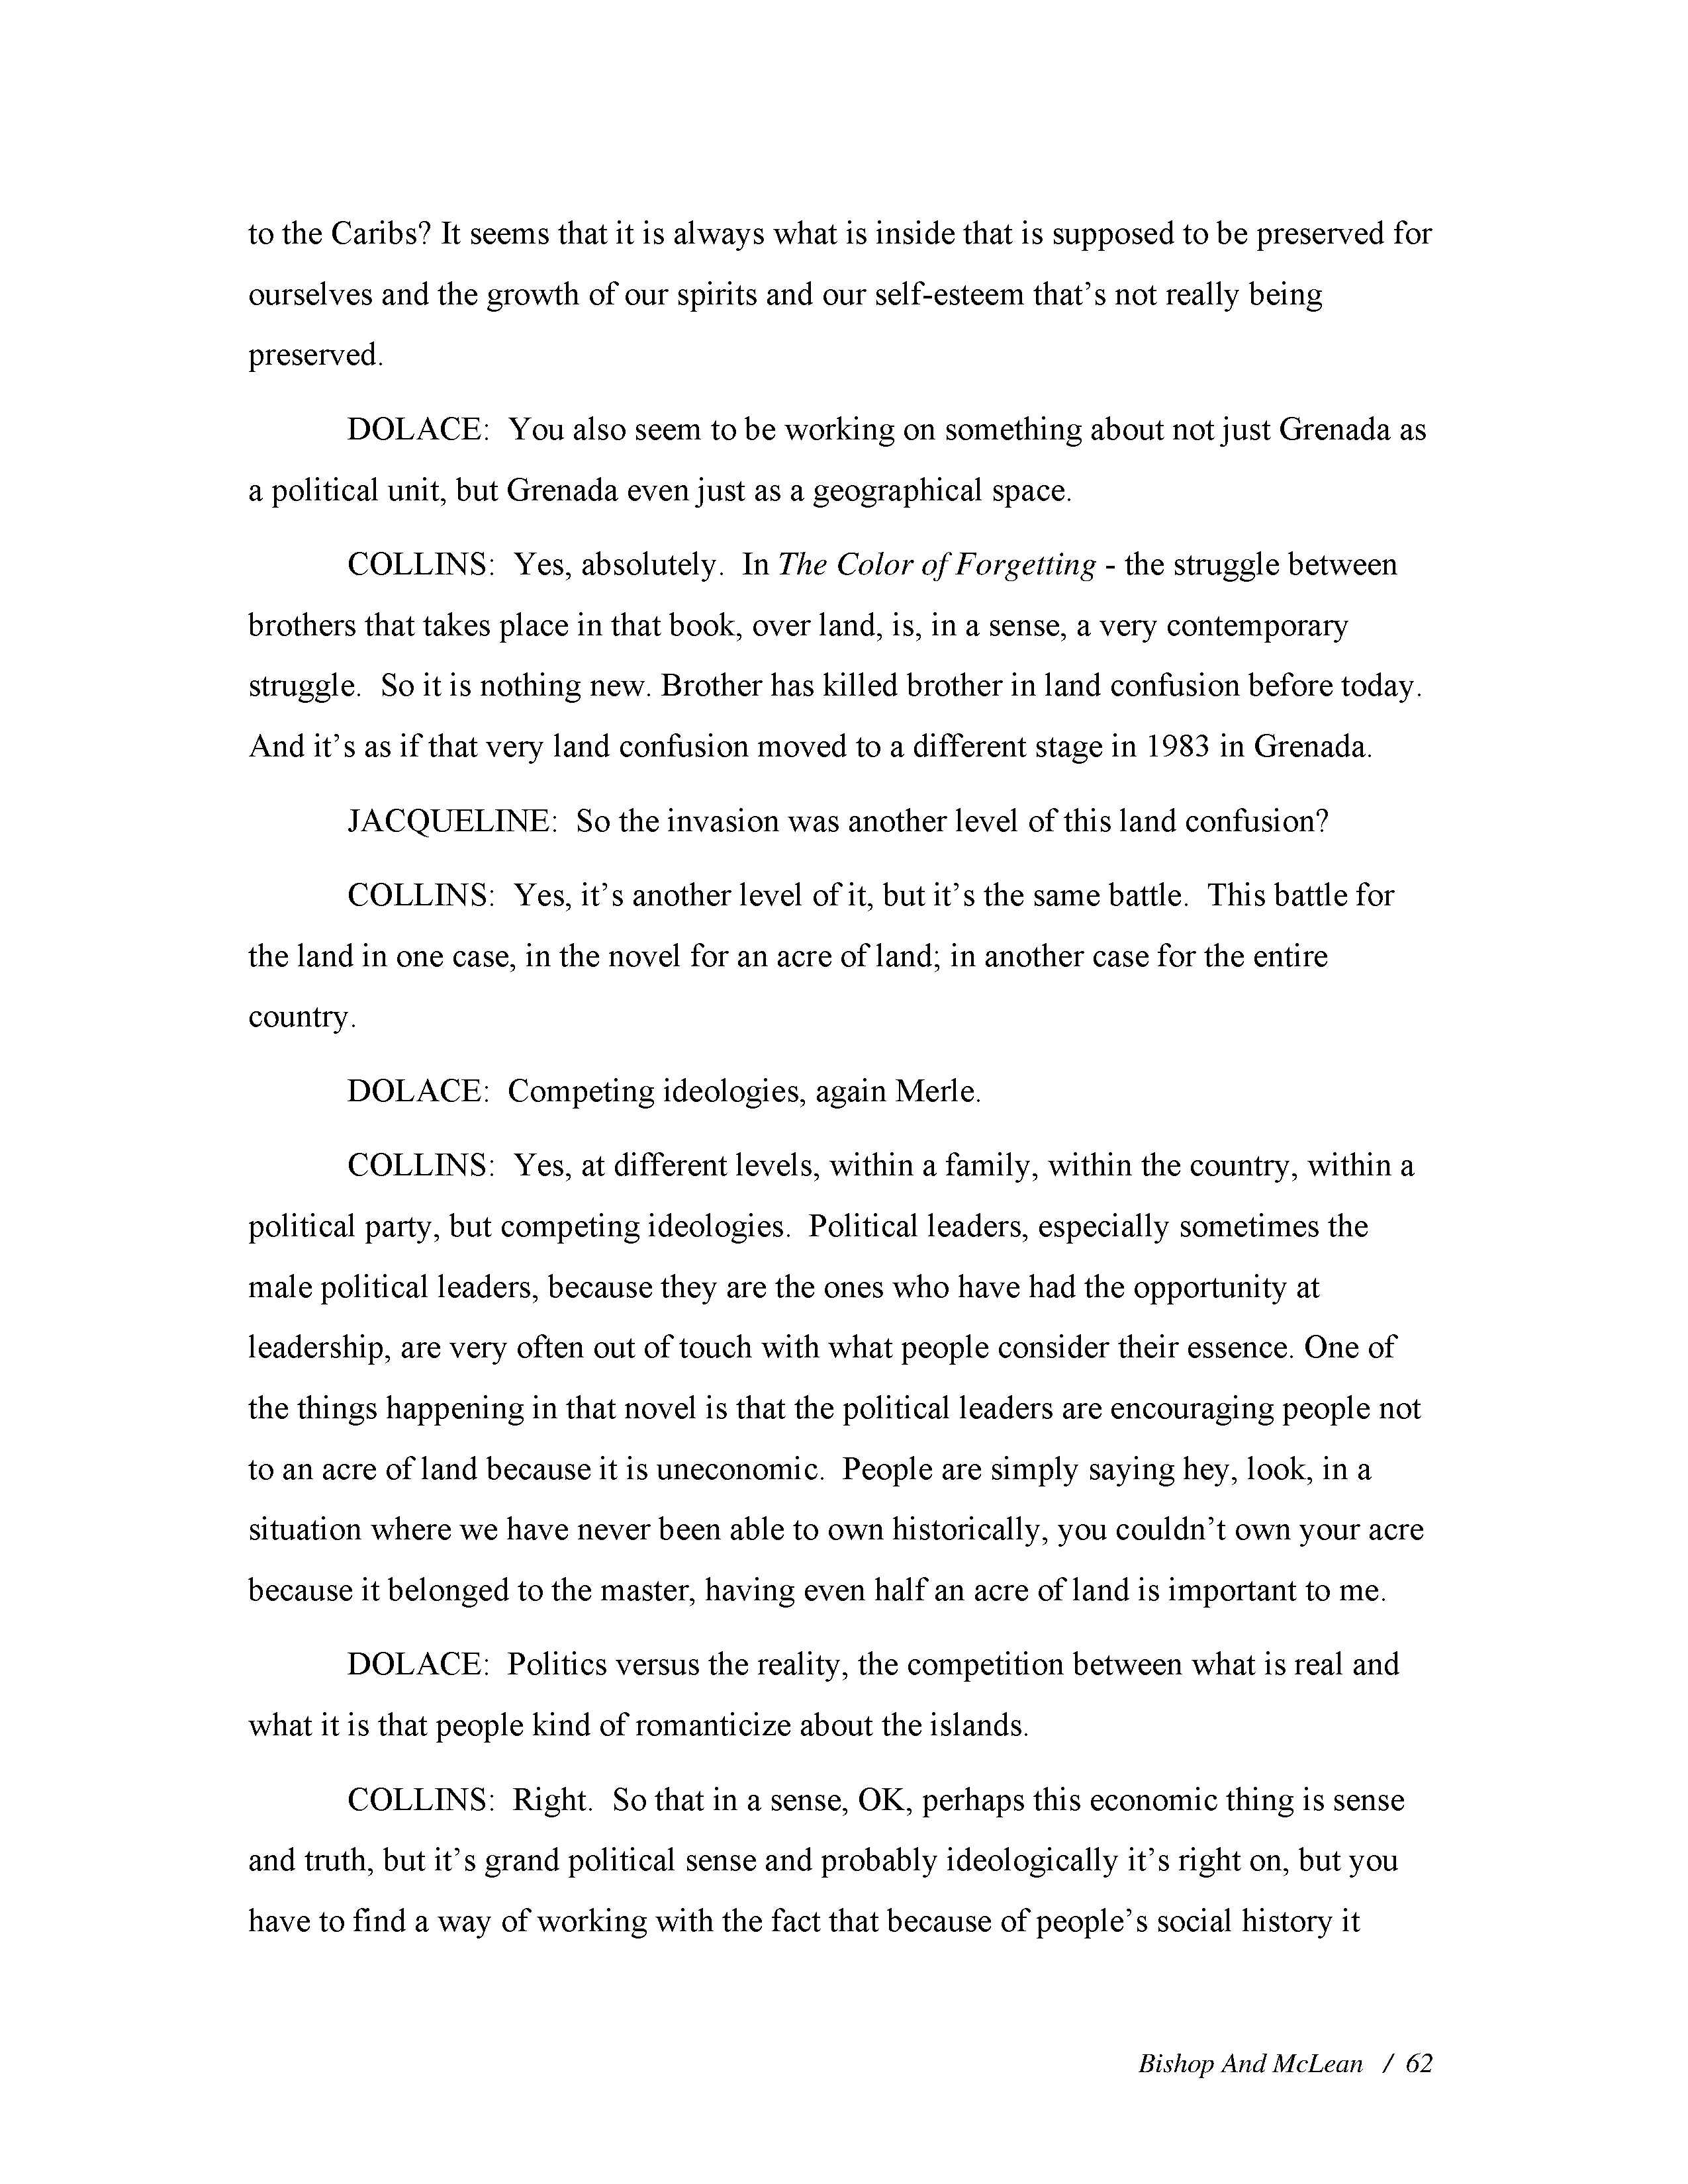 to the Caribs? It seems that it is always what is inside that is supposed to be preserved for
ourselves and the growth of our spirits and our self-esteem that’s not really being
preserved.
DOLACE:  You also seem to be working on something about not just Grenada as
a political unit, but Grenada even just as a geographical space.
COLLINS:  Yes, absolutely.  In The Color of Forgetting - the struggle between
brothers that takes place in that book, over land, is, in a sense, a very contemporary
struggle.  So it is nothing new. Brother has killed brother in land confusion before today.
And it’s as if that very land confusion moved to a different stage in 1983 in Grenada.
JACQUELINE:  So the invasion was another level of this land confusion?
COLLINS:  Yes, it’s another level of it, but it’s the same battle.  This battle for
the land in one case, in the novel for an acre of land; in another case for the entire
country.
DOLACE:  Competing ideologies, again Merle.
COLLINS:  Yes, at different levels, within a family, within the country, within a
political party, but competing ideologies.  Political leaders, especially sometimes the
male political leaders, because they are the ones who have had the opportunity at
leadership, are very often out of touch with what people consider their essence. One of
the things happening in that novel is that the political leaders are encouraging people not
to an acre of land because it is uneconomic.  People are simply saying hey, look, in a
situation where we have never been able to own historically, you couldn’t own your acre
because it belonged to the master, having even half an acre of land is important to me.
DOLACE:  Politics versus the reality, the competition between what is real and
what it is that people kind of romanticize about the islands.
COLLINS:  Right.  So that in a sense, OK, perhaps this economic thing is sense
and truth, but it’s grand political sense and probably ideologically it’s right on, but you
have to find a way of working with the fact that because of people’s social history it
Bishop And McLean  / 62